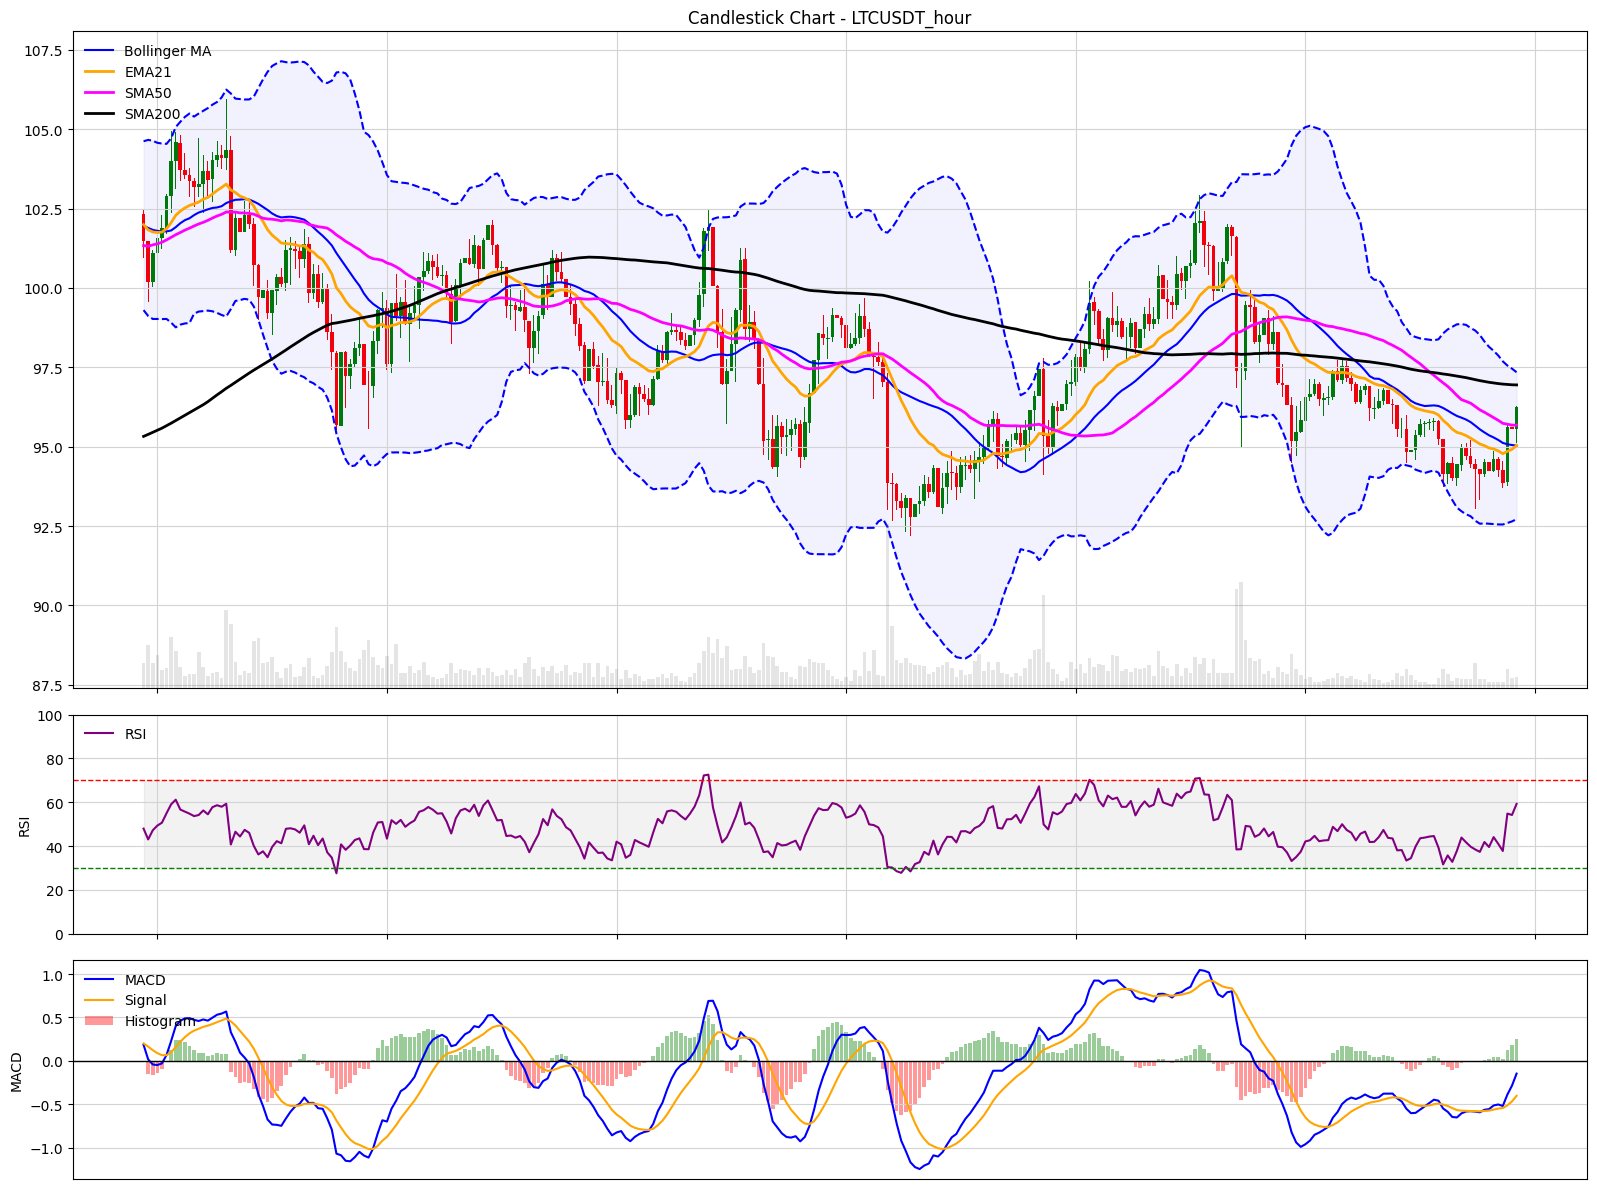 Candlestick Chart - LTCUSDT_hour
107.5
105.0
102.5
100.0
97.5
95.0
92.5
90.0
87.5
Bollinger MA
EMA21
SMA50
SMA200
100
80
60
40
20
0
RSI
RSI
1.0
0.5
0.0
−0.5
−1.0
MACD
MACD
Signal
Histogram